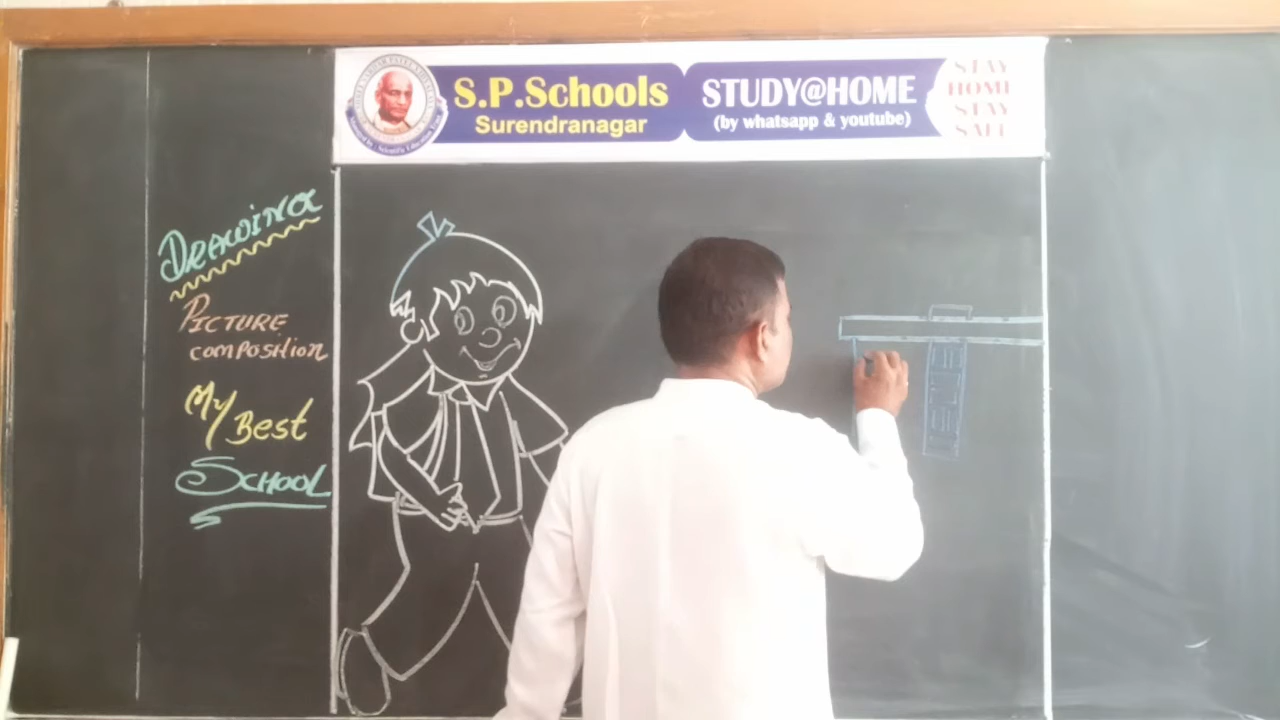 S.P.Schools
Surendranagar
STUDY@HOME
(by whatsapp & youtube)
STAY
HOME
STAY
SAFE
DRAWING
PICTURE
COMPOSITION
My
BEST
SCHOOL